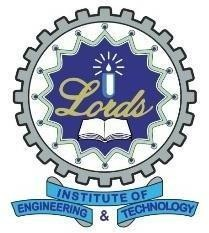 Lords
INSTITUTE OF
ENGINEERING & TECHNOLOGY